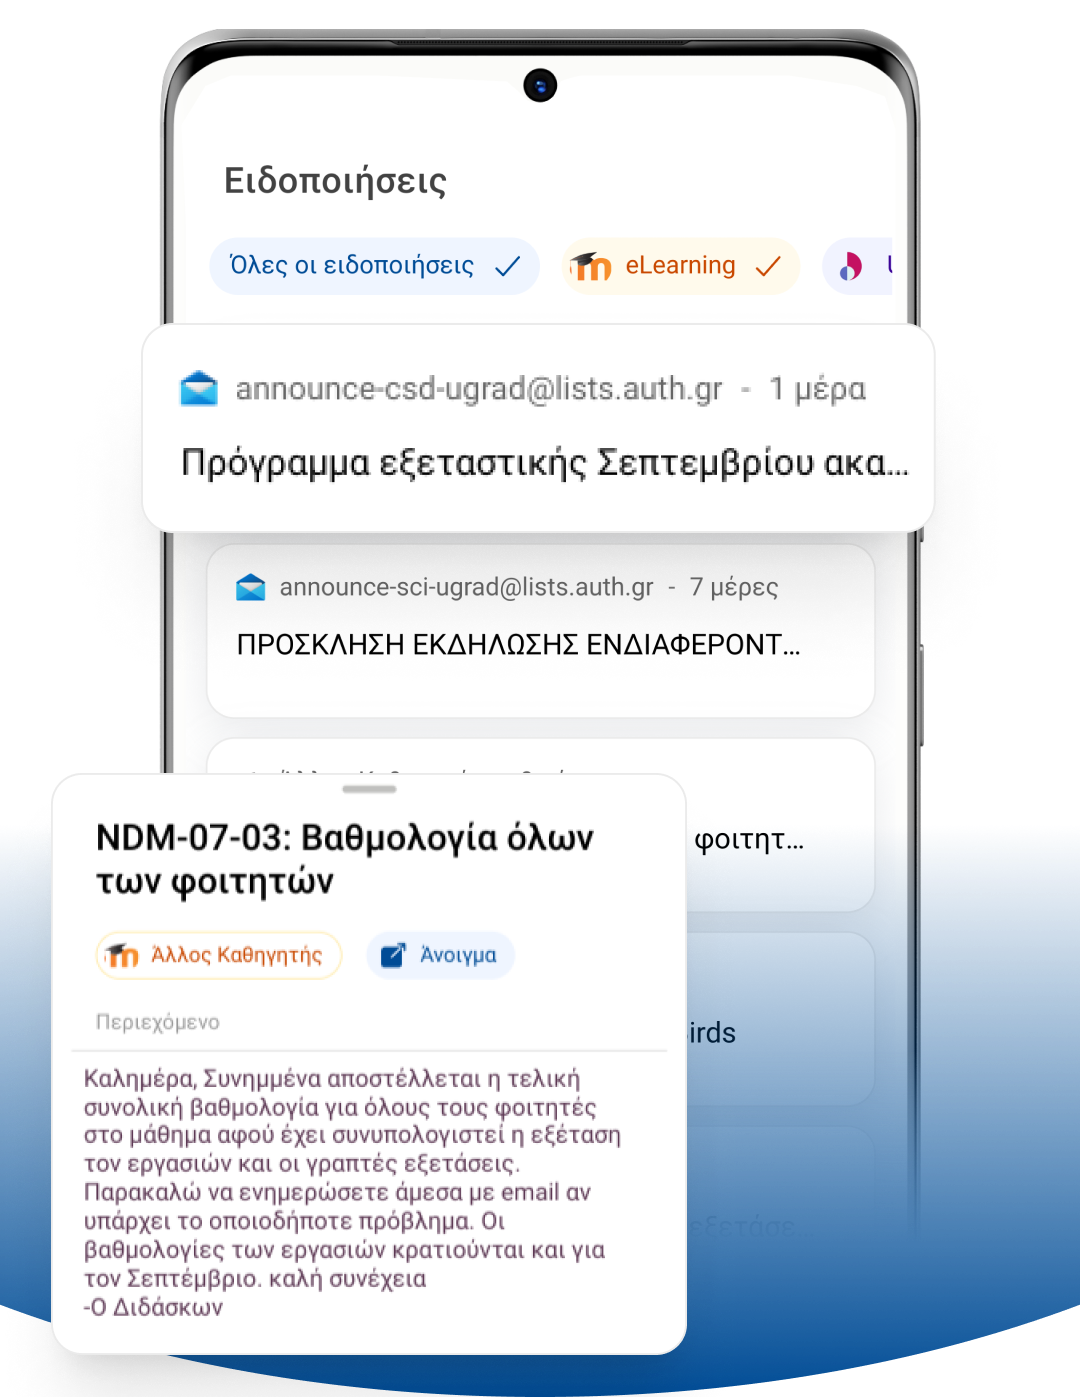 Ειδοποιήσεις
Όλες οι ειδοποιήσεις
eLearning
announce-csd-ugrad@lists.auth.gr - 1 μέρα
Πρόγραμμα εξεταστικής Σεπτεμβρίου ακα...
announce-sci-ugrad@lists.auth.gr - 7 μέρες
ΠΡΟΣΚΛΗΣΗ ΕΚΔΗΛΩΣΗΣ ΕΝΔΙΑΦΕΡΟΝΤ...
φοιτητ...
irds
εξετάσε...
NDM-07-03: Βαθμολογία όλων
των φοιτητών
Άλλος Καθηγητής
Άνοιγμα
Περιεχόμενο
Καλημέρα, Συνημμένα αποστέλλεται η τελική
συνολική βαθμολογία για όλους τους φοιτητές
στο μάθημα αφού έχει συνυπολογιστεί η εξέταση
τον εργασιών και οι γραπτές εξετάσεις.
Παρακαλώ να ενημερώσετε άμεσα με email αν
υπάρχει το οποιοδήποτε πρόβλημα. Οι
βαθμολογίες των εργασιών κρατιούνται και για
τον Σεπτέμβριο. καλή συνέχεια
-Ο Διδάσκων